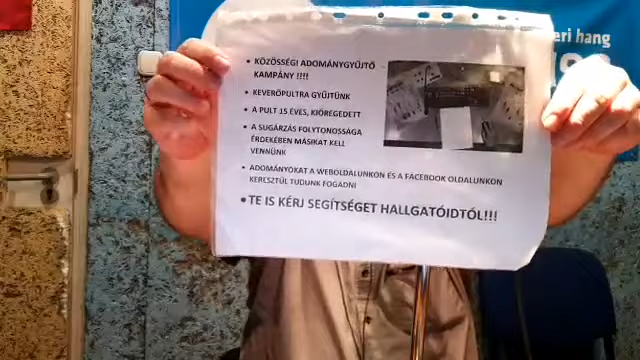 • KÖZÖSSÉGI ADOMÁNYGYŰJTŐ
KAMPÁNY !!!!
• KEVERŐPULTRA GYŰJTÜNK
• A PULT 15 ÉVES, KIÖREGEDETT
• A SUGÁRZÁS FOLYTONOSSÁGA
ÉRDEKÉBEN MÁSIKAT KELL
VENNÜNK
• ADOMÁNYOKAT A WEBOLDALUNKON ÉS A FACEBOOK OLDALUNKON
KERESZTÜL TUDUNK FOGADNI
• TE IS KÉRJ SEGÍTSÉGET HALLGATÓIDTÓL!!!
hang